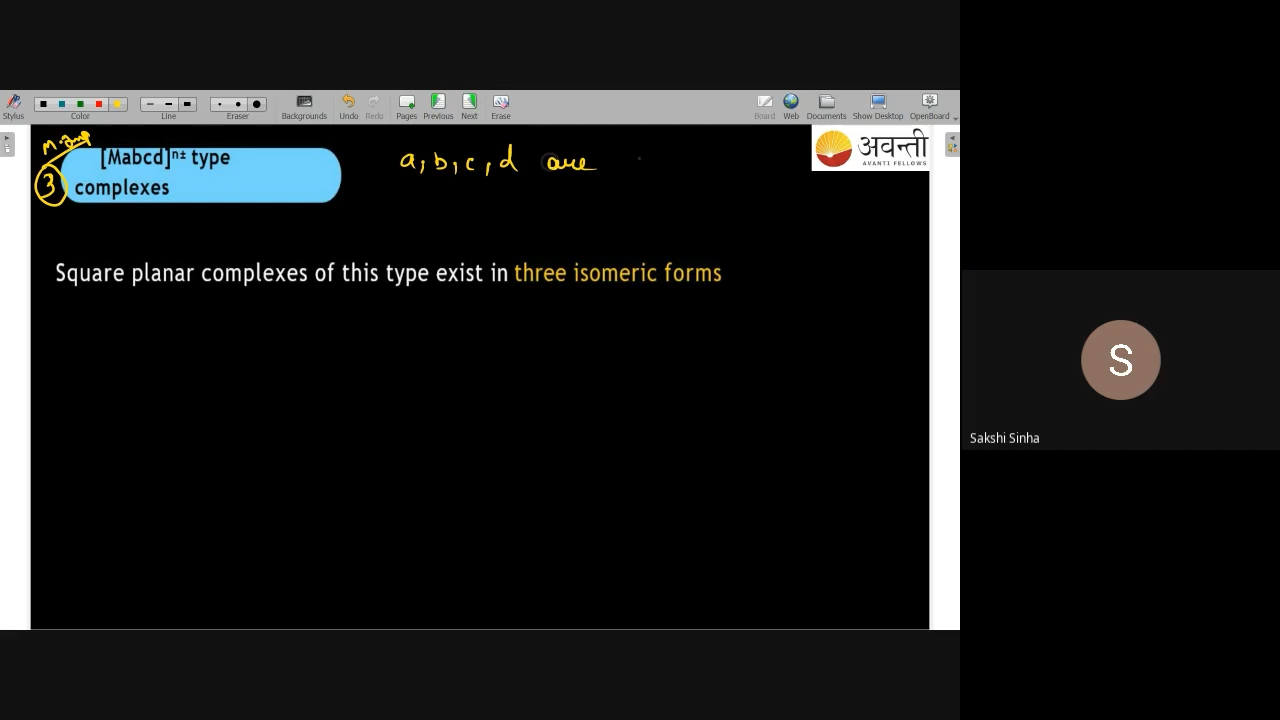 Stylus
Color
Line
Eraser
Backgrounds
Undo
Redo
Pages
Previous
Next
Erase
Board
Web
Documents
Show Desktop
OpenBoard
[Mabcd]ⁿ± type
complexes
3
a, b, c, d are
अवन्ती
AVANTI FELLOWS
Square planar complexes of this type exist in three isomeric forms
S
Sakshi Sinha